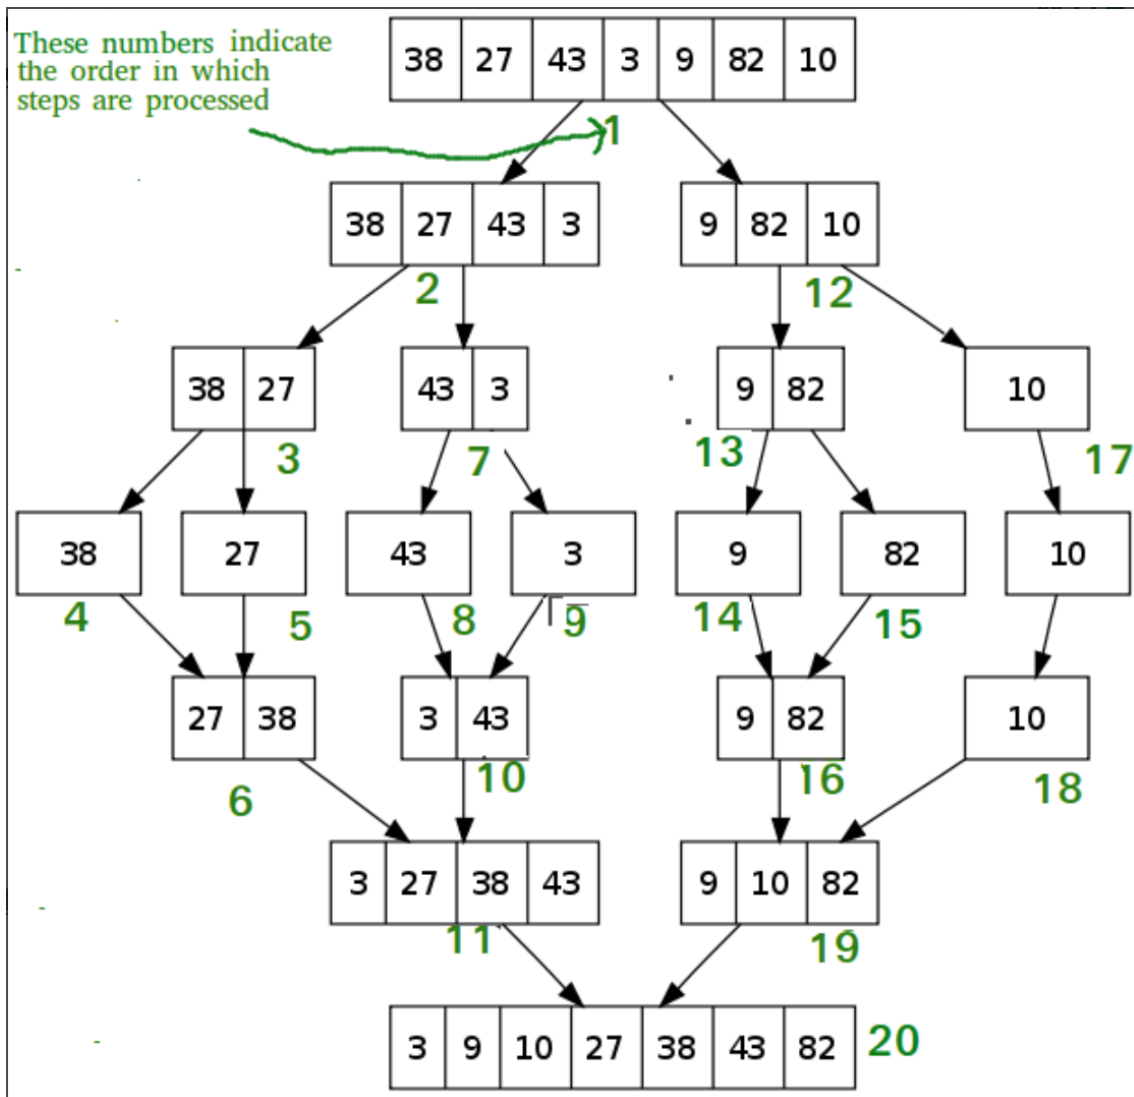 These numbers indicate
the order in which
steps are processed
38 27 43 3 9 82 10
1
38 27 43 3 9 82 10
2 12
38 27 43 3 9 82 10
3 7 13 17
38 27 43 3 9 82 10
4 5 8 9 14 15
27 38 3 43 9 82 10
6 10 16 18
3 27 38 43 9 10 82
11 19
3 9 10 27 38 43 82 20